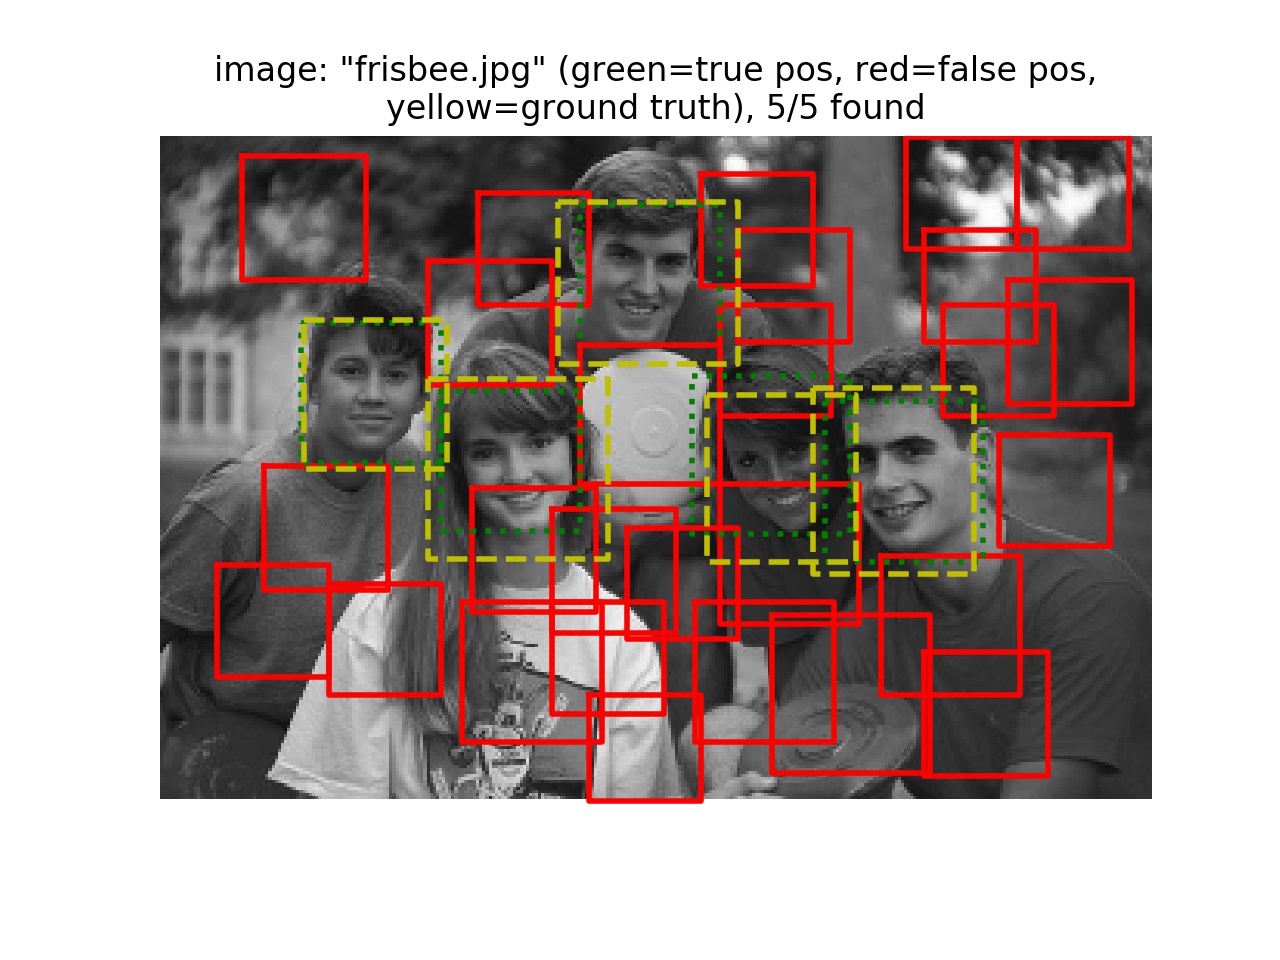 image: "frisbee.jpg" (green=true pos, red=false pos,
yellow=ground truth), 5/5 found